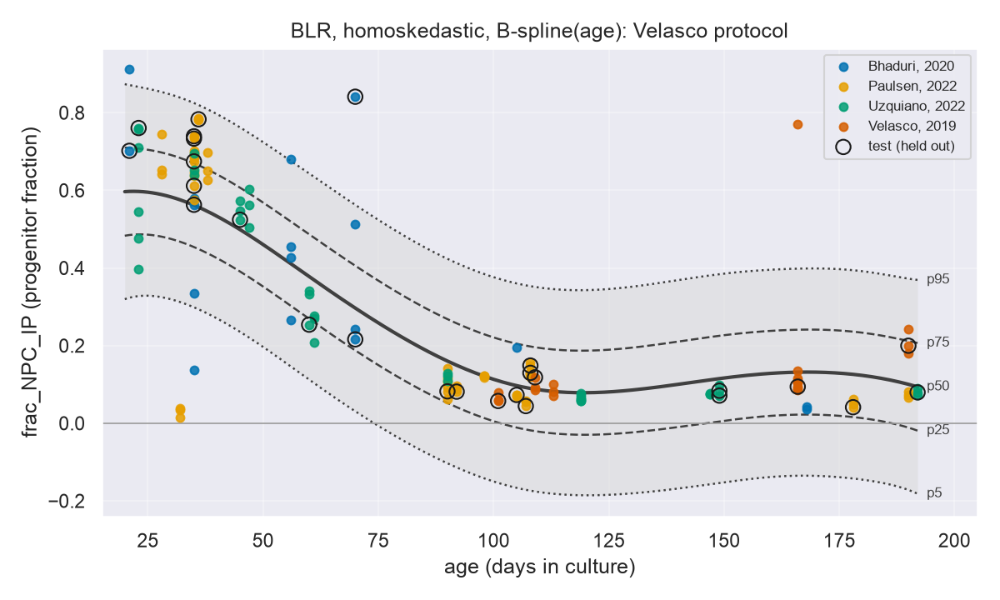 BLR, homoskedastic, B-spline(age): Velasco protocol
frac_NPC_IP (progenitor fraction)
0.8
0.6
0.4
0.2
0.0
−0.2
Bhaduri, 2020
Paulsen, 2022
Uzquiano, 2022
Velasco, 2019
test (held out)
p95
p75
p50
p25
p5
25 50 75 100 125 150 175 200
age (days in culture)